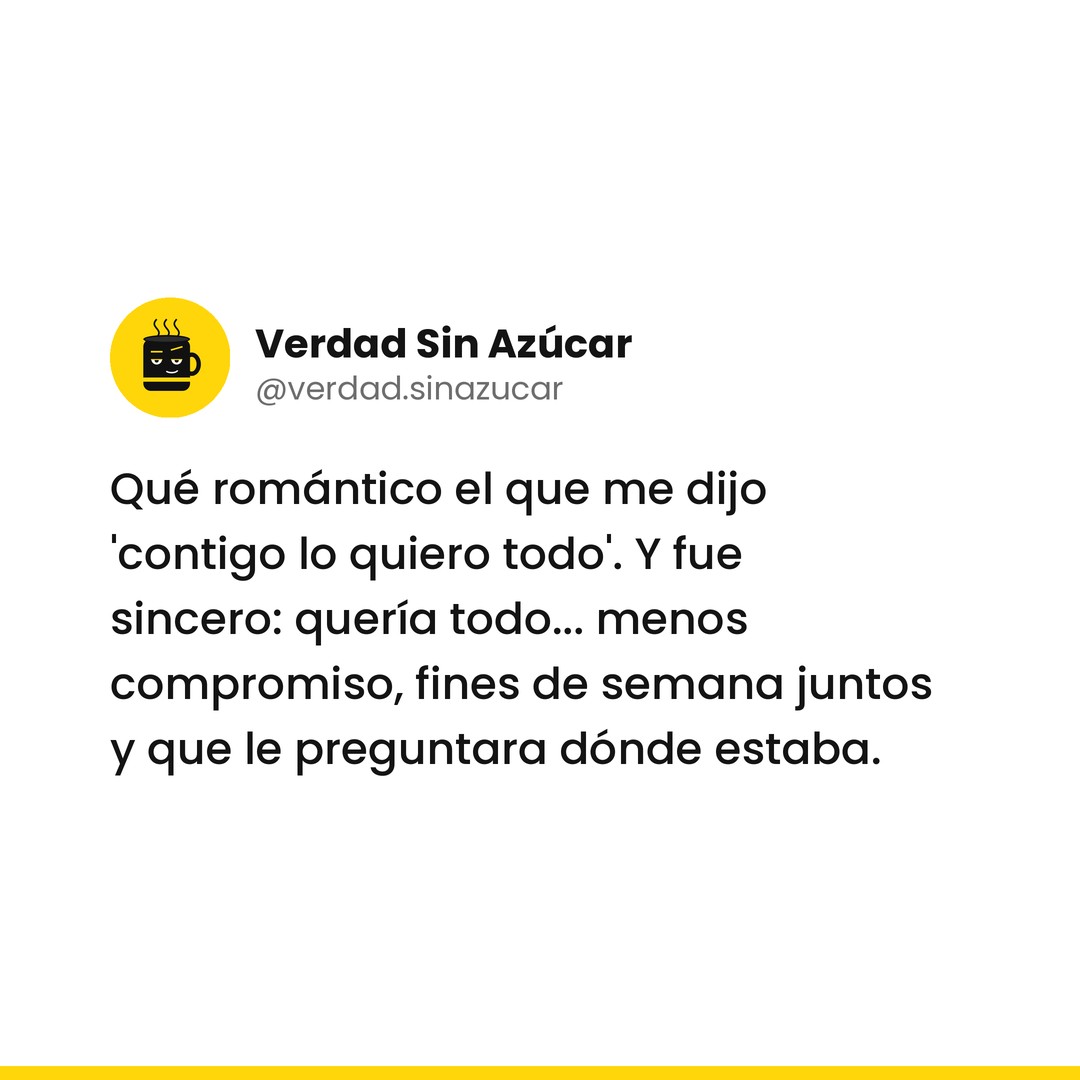 Verdad Sin Azúcar
@verdad.sinazucar
Qué romántico el que me dijo
'contigo lo quiero todo'. Y fue
sincero: quería todo... menos
compromiso, fines de semana juntos
y que le preguntara dónde estaba.